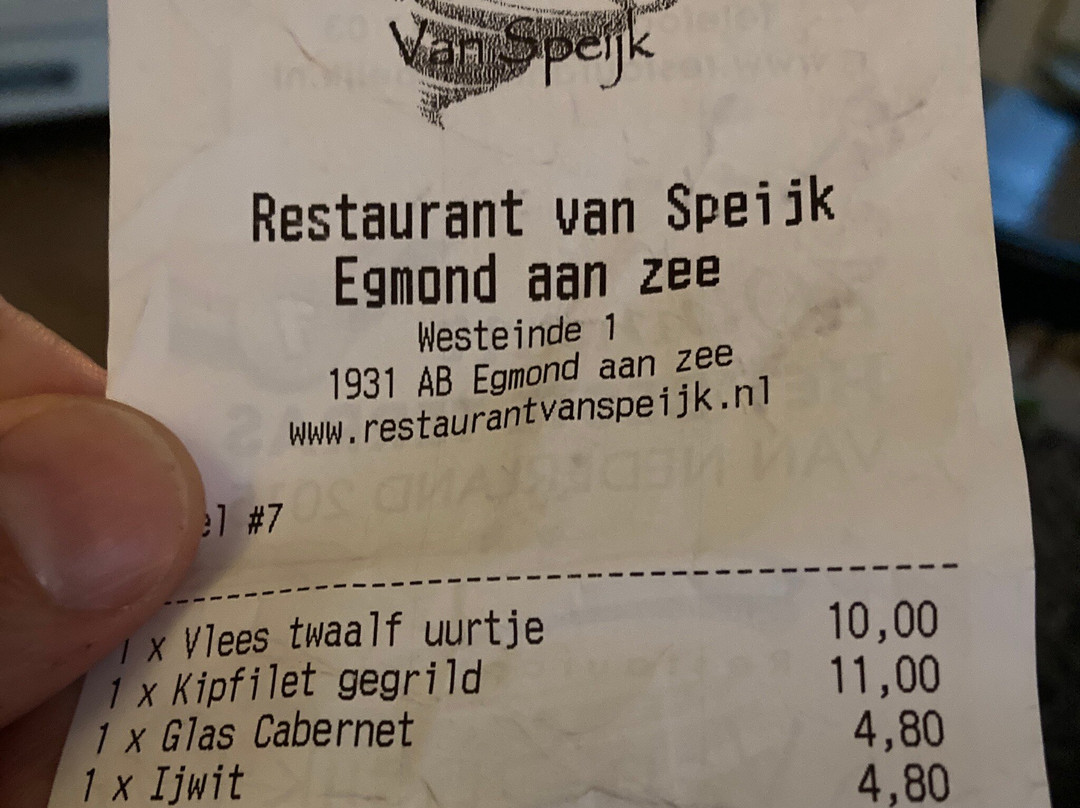 Van Speijk
Restaurant van Speijk
Egmond aan zee
Westeinde 1
1931 AB Egmond aan zee
www.restaurantvanspeijk.nl
el #7
1 x Vlees twaalf uurtje 10,00
1 x Kipfilet gegrild 11,00
1 x Glas Cabernet 4,80
1 x Ijwit 4,80